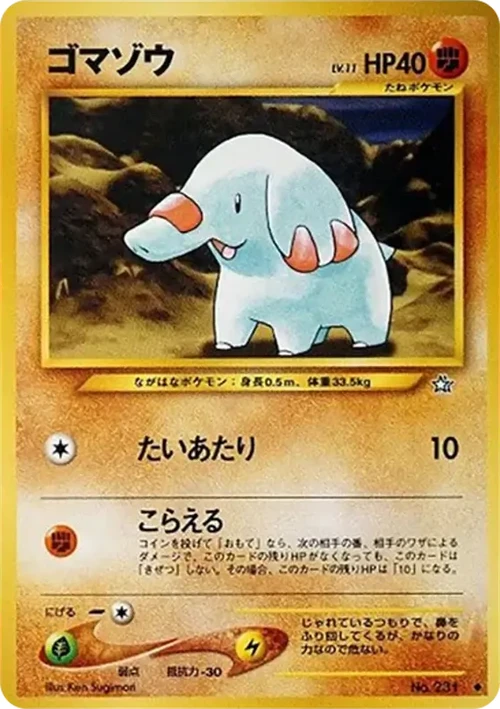 ゴマゾウ LV.11 HP40
たねポケモン
ながはなポケモン：身長0.5m、体重33.5kg
たいあたり 10
こらえる
コインを投げて「おもて」なら、次の相手の番、相手のワザによる
ダメージで、このカードの残りHPがなくなっても、このカードは
「きぜつ」しない。その場合、このカードの残りHPは「10」になる。
にげる
弱点 抵抗力 -30
じゃれているつもりで、鼻を
ふり回してくるが、かなりの
力なので危ない。
Illus. Ken Sugimori No. 231